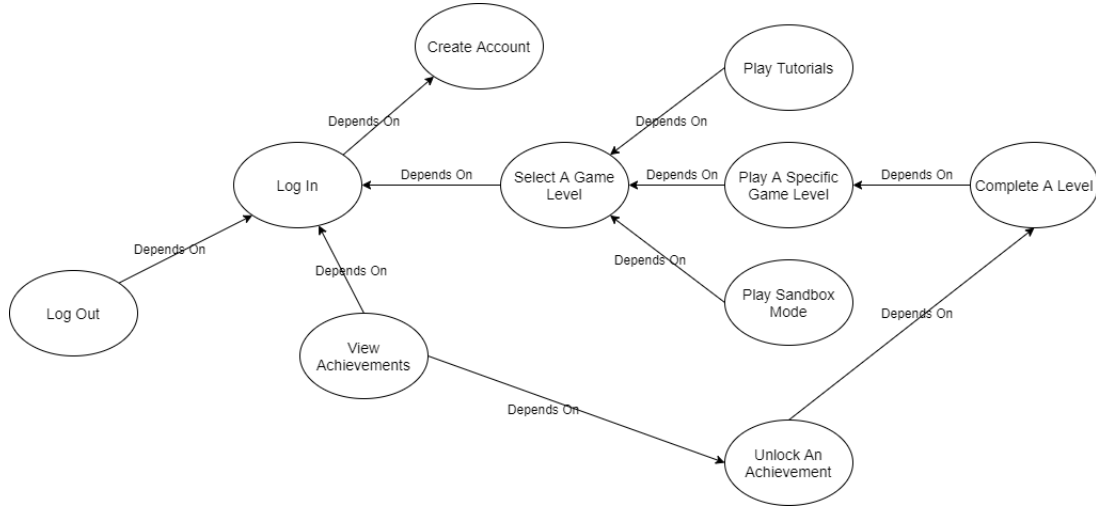 Create Account
Play Tutorials
Depends On
Depends On
Log In
Depends On
Select A Game
Level
Depends On
Play A Specific
Game Level
Depends On
Complete A Level
Depends On
Depends On
Depends On
Log Out
Play Sandbox
Mode
Depends On
View
Achievements
Depends On
Unlock An
Achievement